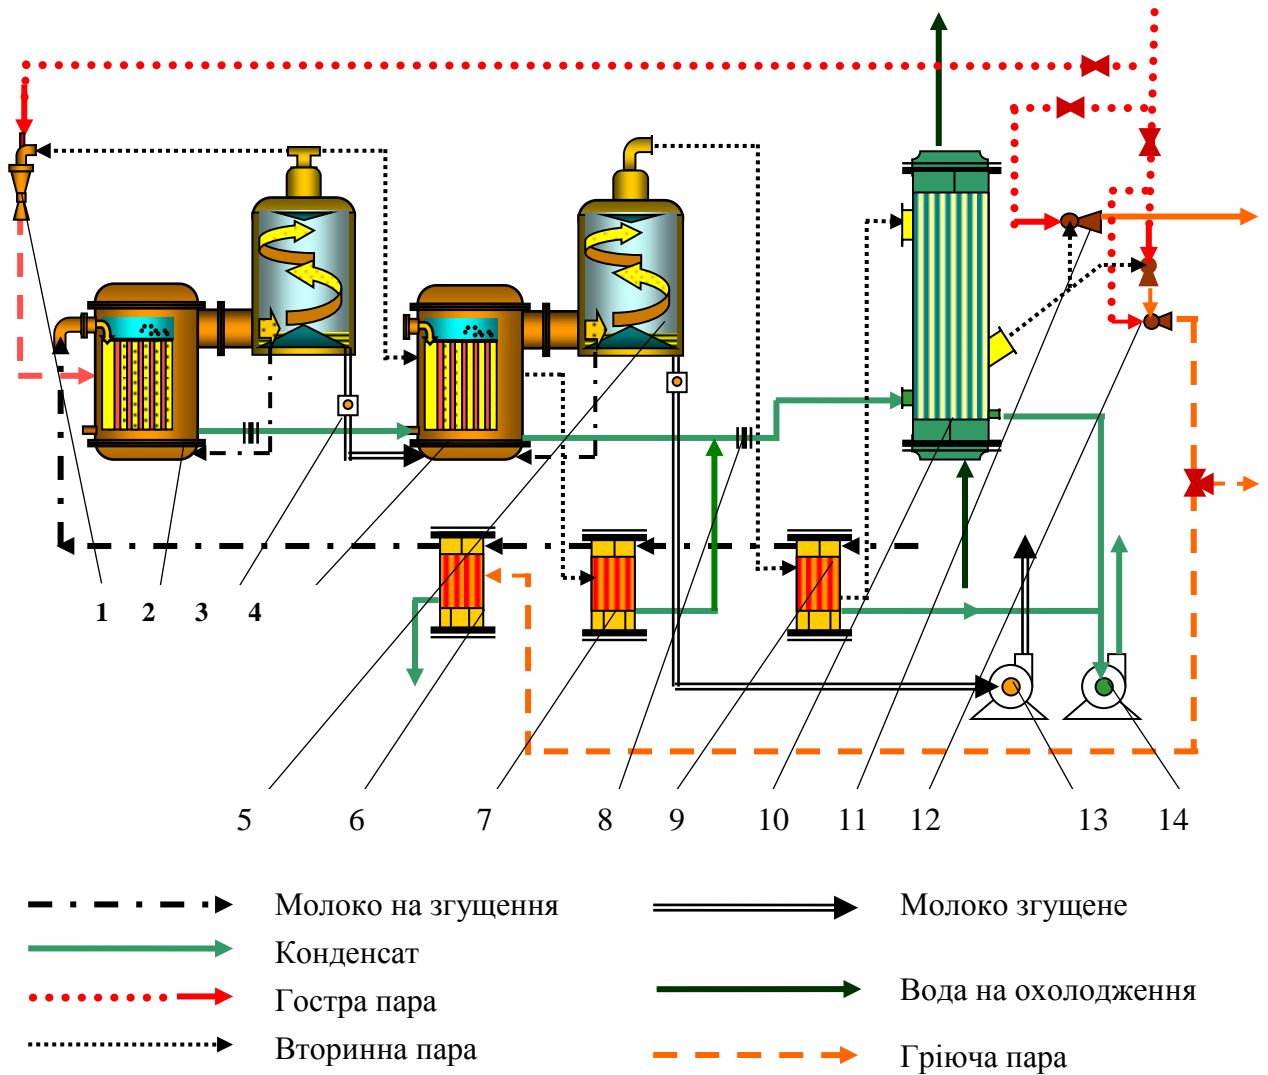 1 2 3 4
5 6 7 8 9 10 11 12 13 14
Молоко на згущення
Конденсат
Гостра пара
Вторинна пара
Молоко згущене
Вода на охолодження
Гріюча пара